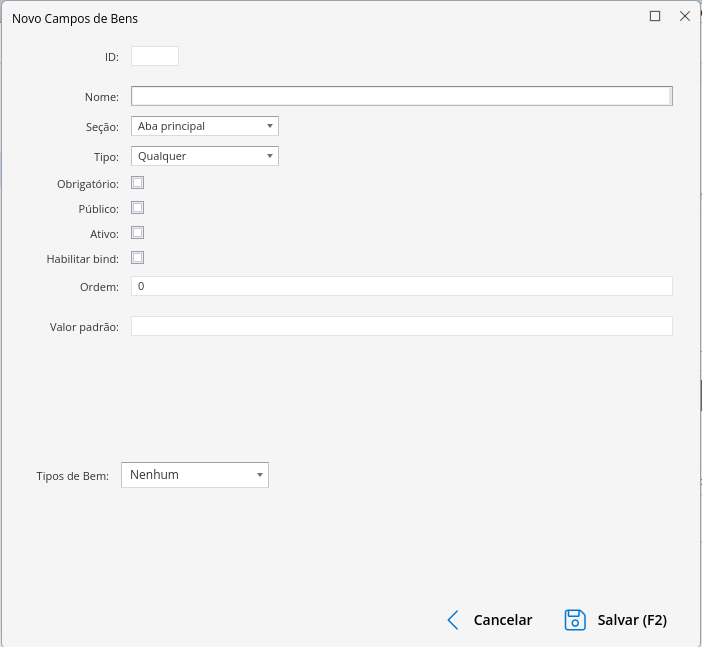 Novo Campos de Bens
ID:
Nome:
Seção: Aba principal
Tipo: Qualquer
Obrigatório:
Público:
Ativo:
Habilitar bind:
Ordem: 0
Valor padrão:
Tipos de Bem: Nenhum
Cancelar Salvar (F2)